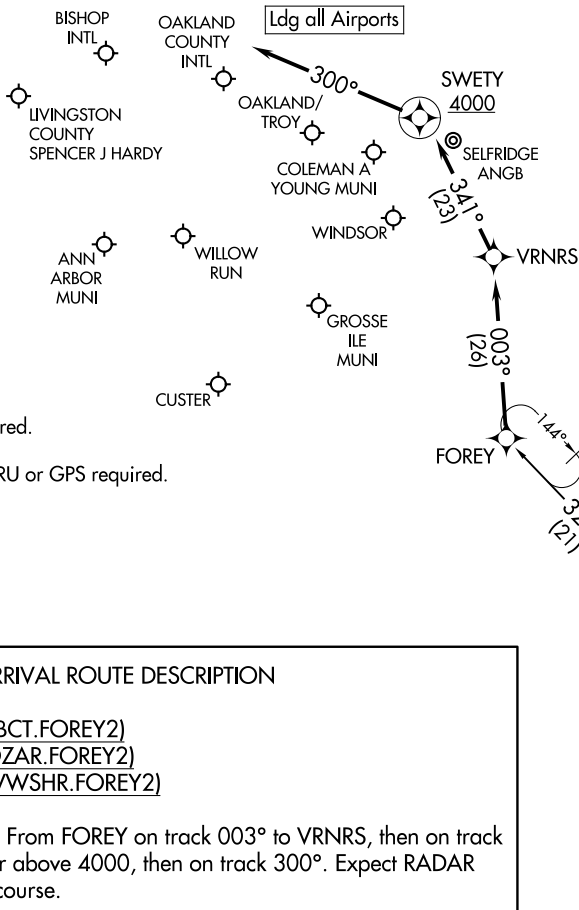 BISHOP
INTL
OAKLAND
COUNTY
INTL
Ldg all Airports
300°
SWETY
4000
LIVINGSTON
COUNTY
SPENCER J HARDY
OAKLAND/
TROY
SELFRIDGE
ANGB
COLEMAN A
YOUNG MUNI
341°
(23)
WINDSOR
VRNRS
ANN
ARBOR
MUNI
WILLOW
RUN
GROSSE
ILE
MUNI
003°
(26)
CUSTER
144°
FOREY
(21)
RU or GPS required.
RRIVAL ROUTE DESCRIPTION
BCT.FOREY2)
OZAR.FOREY2)
VWSHR.FOREY2)
From FOREY on track 003° to VRNRS, then on track
r above 4000, then on track 300°. Expect RADAR
course.